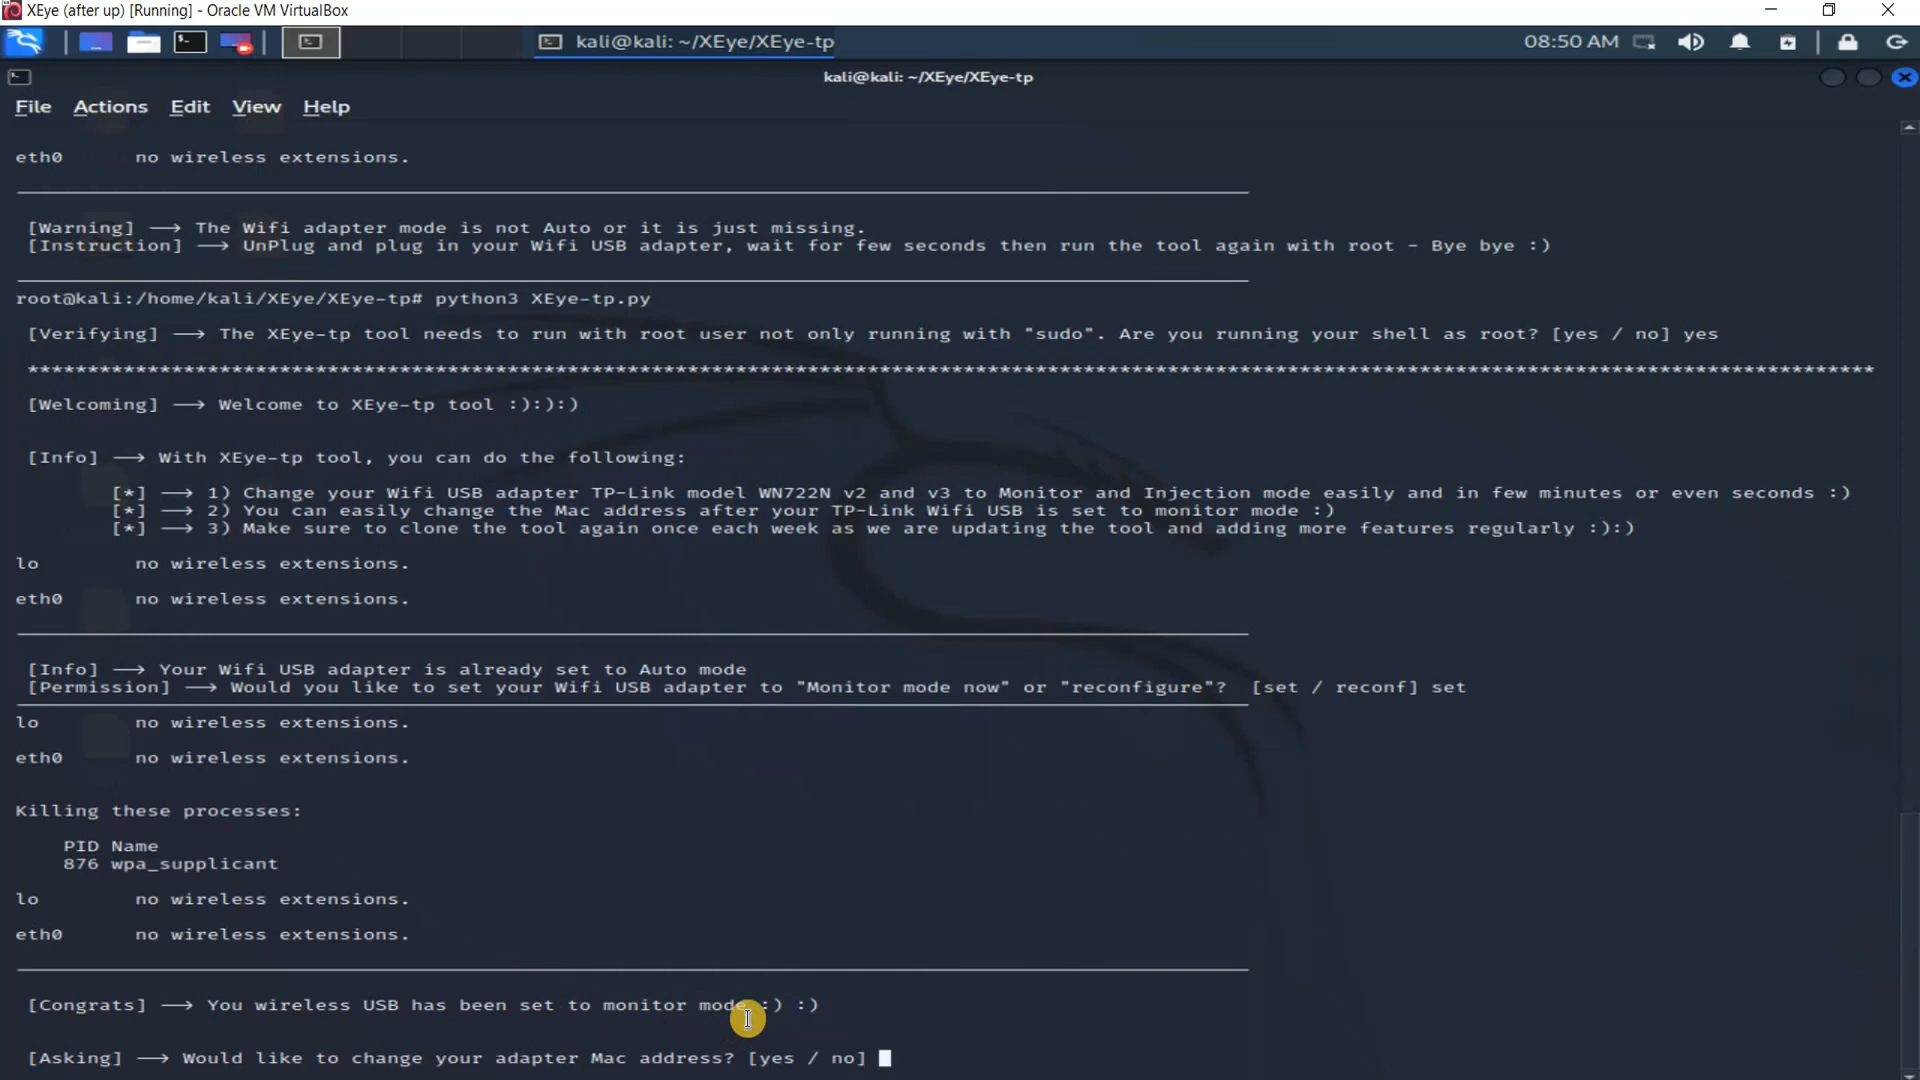 XEye (after up) [Running] - Oracle VM VirtualBox
kali@kali: ~/XEye/XEye-tp
08:50 AM
kali@kali: ~/XEye/XEye-tp
File Actions Edit View Help
eth0 no wireless extensions.
[Warning] ⟶ The Wifi adapter mode is not Auto or it is just missing.
[Instruction] ⟶ UnPlug and plug in your Wifi USB adapter, wait for few seconds then run the tool again with root - Bye bye :)
root@kali:/home/kali/XEye/XEye-tp# python3 XEye-tp.py
[Verifying] ⟶ The XEye-tp tool needs to run with root user not only running with "sudo". Are you running your shell as root? [yes / no] yes
***********************************************************************************************************************************************************
[Welcoming] ⟶ Welcome to XEye-tp tool :):):)
[Info] ⟶ With XEye-tp tool, you can do the following:
[*] ⟶ 1) Change your Wifi USB adapter TP-Link model WN722N v2 and v3 to Monitor and Injection mode easily and in few minutes or even seconds :)
[*] ⟶ 2) You can easily change the Mac address after your TP-Link Wifi USB is set to monitor mode :)
[*] ⟶ 3) Make sure to clone the tool again once each week as we are updating the tool and adding more features regularly :):)
lo no wireless extensions.
eth0 no wireless extensions.
[Info] ⟶ Your Wifi USB adapter is already set to Auto mode
[Permission] ⟶ Would you like to set your Wifi USB adapter to "Monitor mode now" or "reconfigure"? [set / reconf] set
lo no wireless extensions.
eth0 no wireless extensions.
Killing these processes:
PID Name
876 wpa_supplicant
lo no wireless extensions.
eth0 no wireless extensions.
[Congrats] ⟶ You wireless USB has been set to monitor mode :) :)
[Asking] ⟶ Would like to change your adapter Mac address? [yes / no]